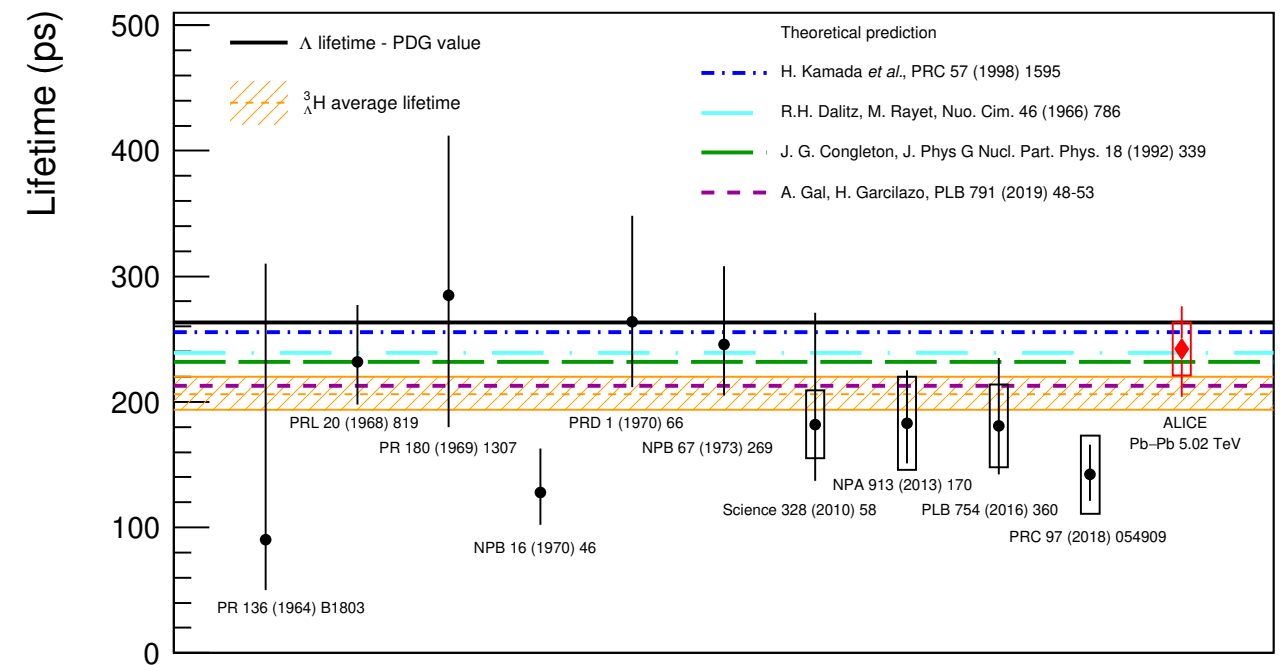 Lifetime (ps)
500
400
300
200
100
0
Λ lifetime - PDG value
³ΛH average lifetime
Theoretical prediction
H. Kamada et al., PRC 57 (1998) 1595
R.H. Dalitz, M. Rayet, Nuo. Cim. 46 (1966) 786
J. G. Congleton, J. Phys G Nucl. Part. Phys. 18 (1992) 339
A. Gal, H. Garcilazo, PLB 791 (2019) 48-53
PR 136 (1964) B1803
PRL 20 (1968) 819
PR 180 (1969) 1307
NPB 16 (1970) 46
PRD 1 (1970) 66
NPB 67 (1973) 269
Science 328 (2010) 58
NPA 913 (2013) 170
PLB 754 (2016) 360
PRC 97 (2018) 054909
ALICE
Pb–Pb 5.02 TeV